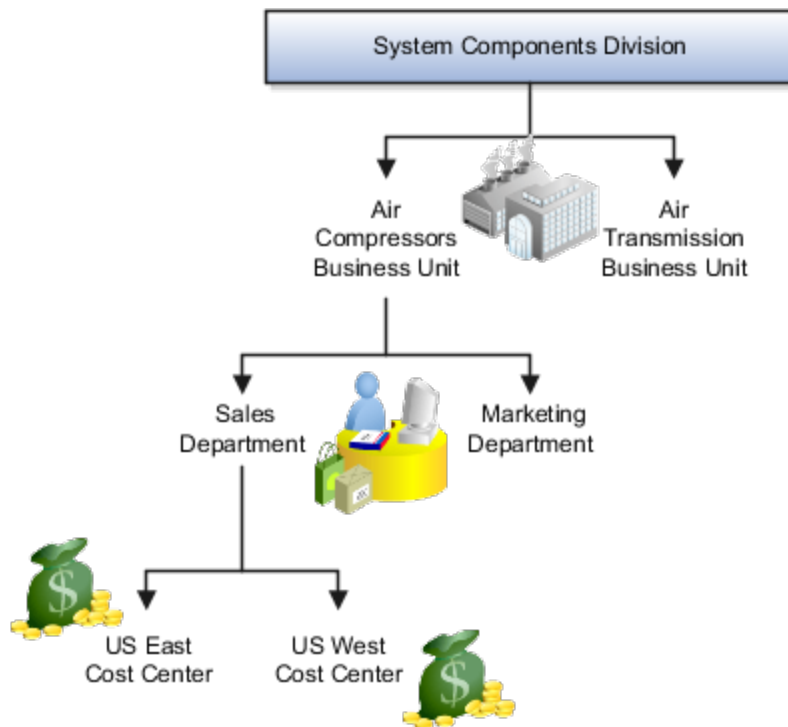 System Components Division
Air
Compressors
Business Unit
Air
Transmission
Business Unit
Sales
Department
Marketing
Department
$
US East
Cost Center
US West
Cost Center
$